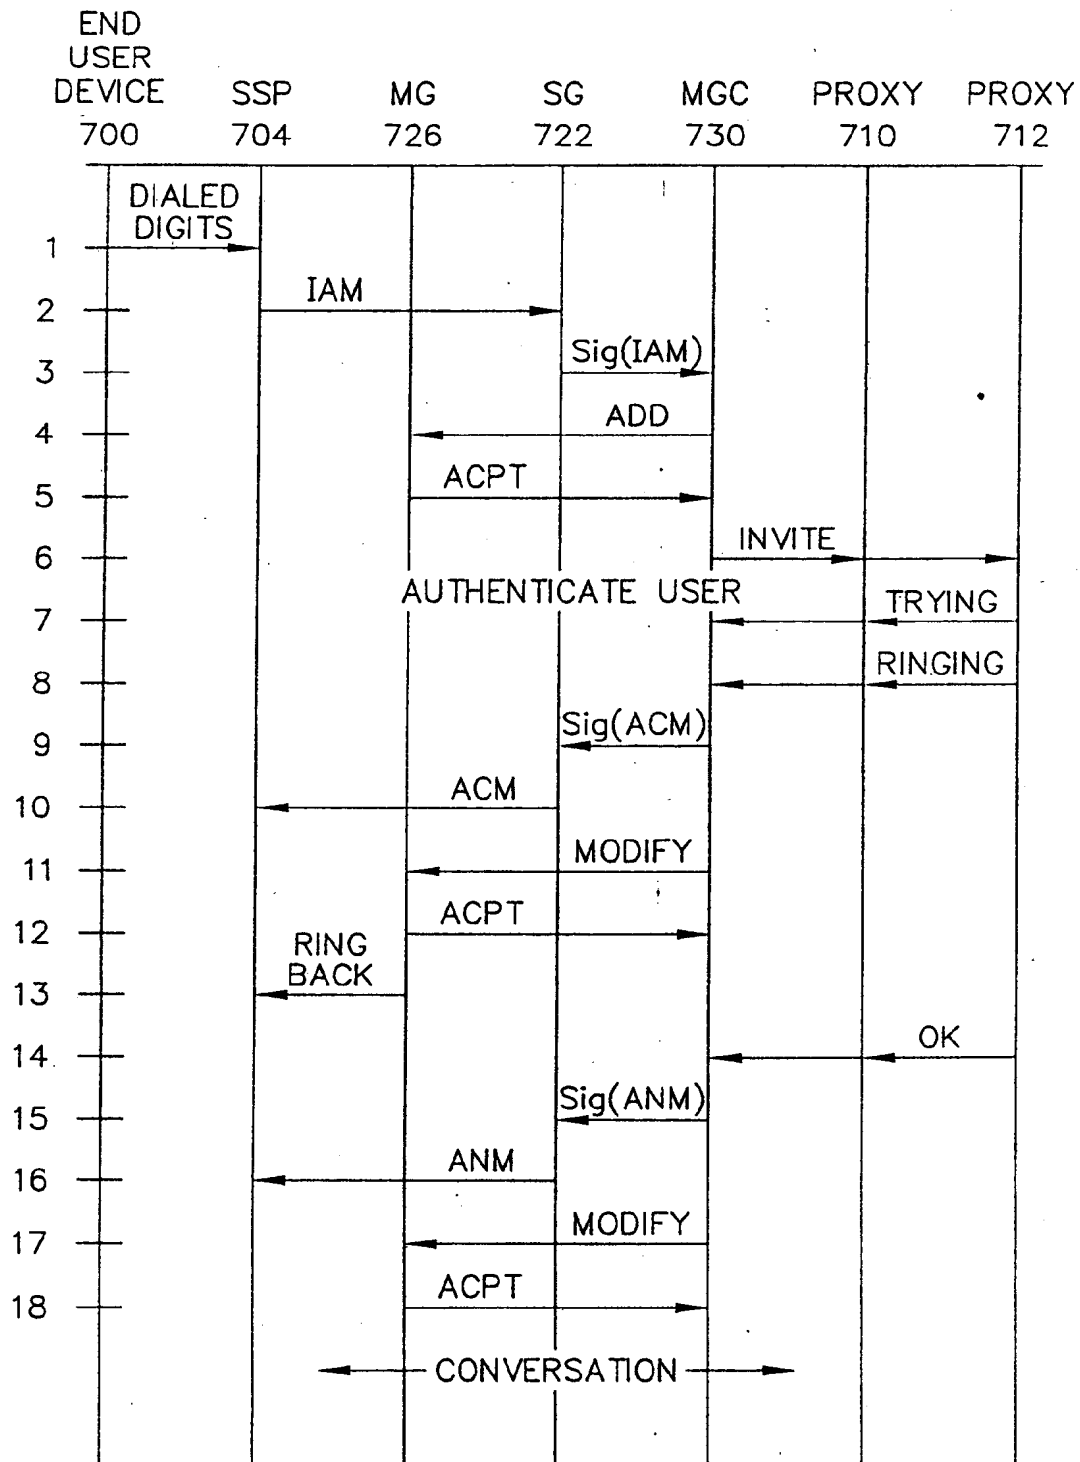 END
USER
DEVICE SSP MG SG MGC PROXY PROXY
700 704 726 722 730 710 712
DIALED
DIGITS
1
IAM
2
Sig(IAM)
3
ADD
4
ACPT
5
INVITE
6
AUTHENTICATE USER
TRYING
7
RINGING
8
Sig(ACM)
9
ACM
10
MODIFY
11
ACPT
12
RING
BACK
13
OK
14
Sig(ANM)
15
ANM
16
MODIFY
17
ACPT
18
CONVERSATION